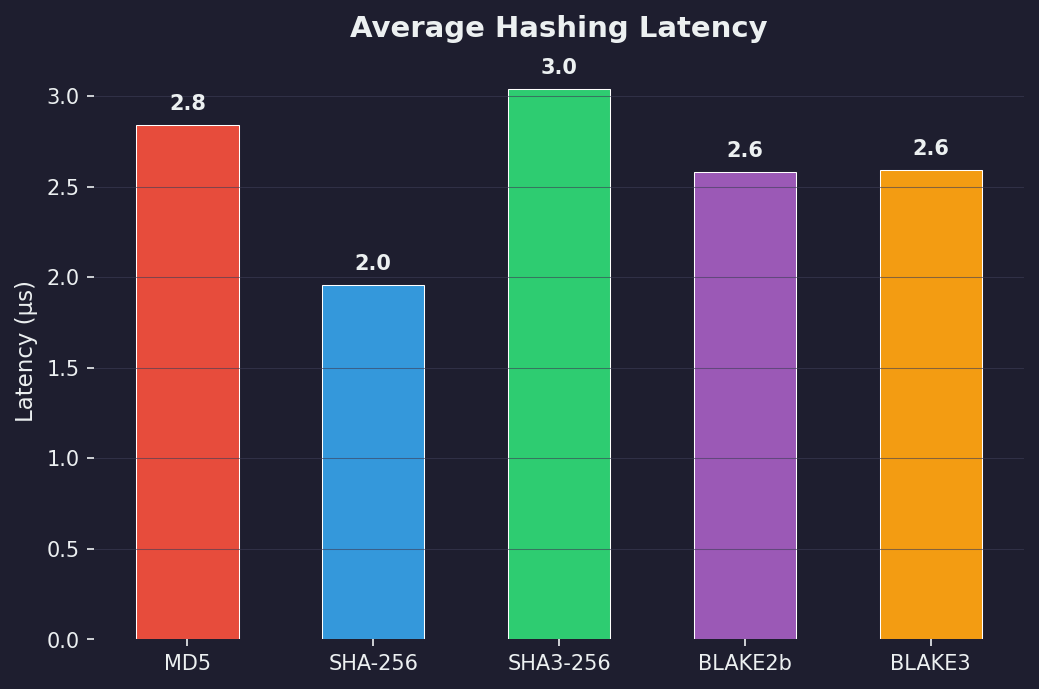 Average Hashing Latency
Latency (µs)
3.0
2.5
2.0
1.5
1.0
0.5
0.0
2.8
2.0
3.0
2.6
2.6
MD5
SHA-256
SHA3-256
BLAKE2b
BLAKE3